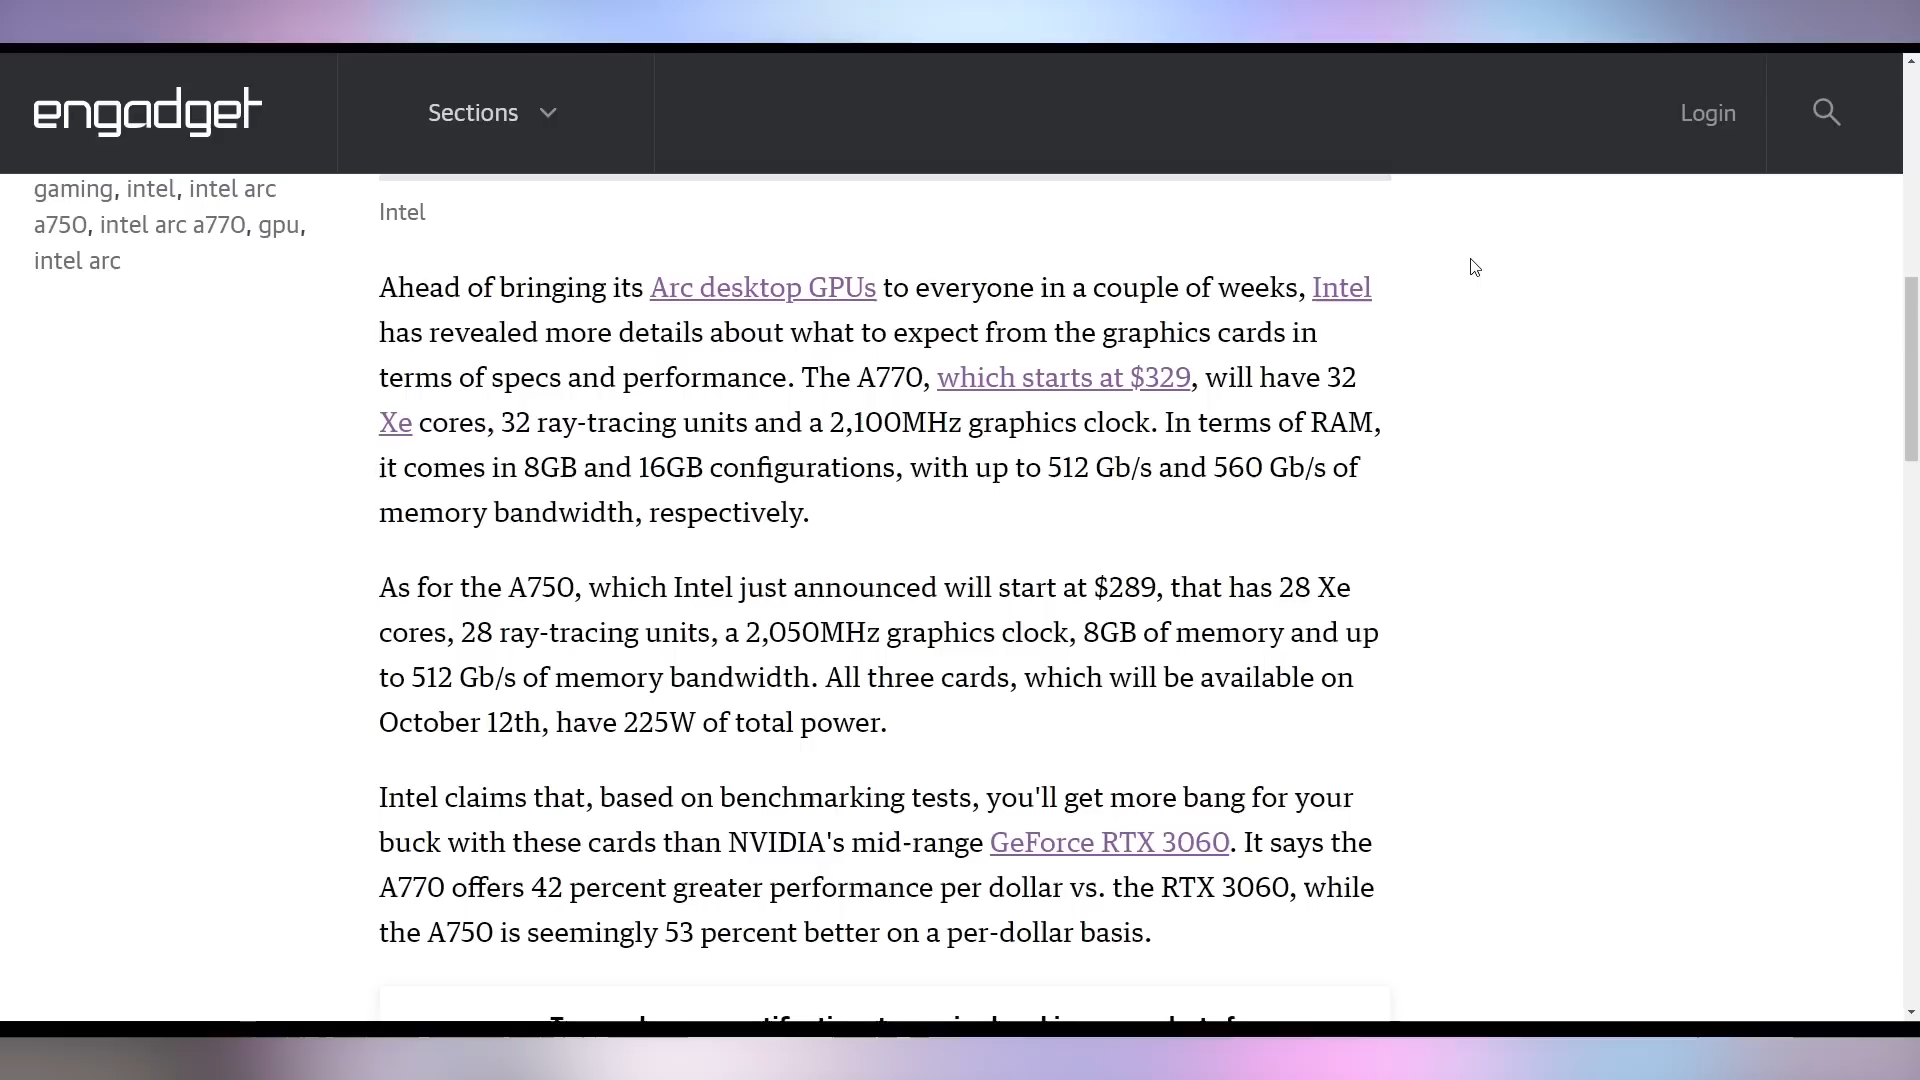 engadget
Sections
Login
gaming, intel, intel arc
a750, intel arc a770, gpu,
intel arc
Intel
Ahead of bringing its Arc desktop GPUs to everyone in a couple of weeks, Intel
has revealed more details about what to expect from the graphics cards in
terms of specs and performance. The A770, which starts at $329, will have 32
Xe cores, 32 ray-tracing units and a 2,100MHz graphics clock. In terms of RAM,
it comes in 8GB and 16GB configurations, with up to 512 Gb/s and 560 Gb/s of
memory bandwidth, respectively.
As for the A750, which Intel just announced will start at $289, that has 28 Xe
cores, 28 ray-tracing units, a 2,050MHz graphics clock, 8GB of memory and up
to 512 Gb/s of memory bandwidth. All three cards, which will be available on
October 12th, have 225W of total power.
Intel claims that, based on benchmarking tests, you'll get more bang for your
buck with these cards than NVIDIA's mid-range GeForce RTX 3060. It says the
A770 offers 42 percent greater performance per dollar vs. the RTX 3060, while
the A750 is seemingly 53 percent better on a per-dollar basis.